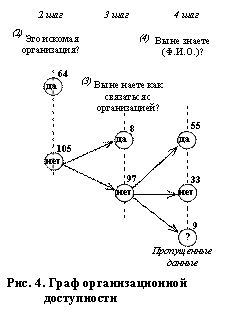 2 шаг 3 шаг 4 шаг
(2) Это искомая организация?
(4) Вы не знаете (Ф.И.О.)?
64
да
(3) Вы не наете как связаться с организацией?
105
нет
8
да
55
да
97
нет
33
нет
9
?
Пропущенные данные
Рис. 4. Граф организационной
доступности